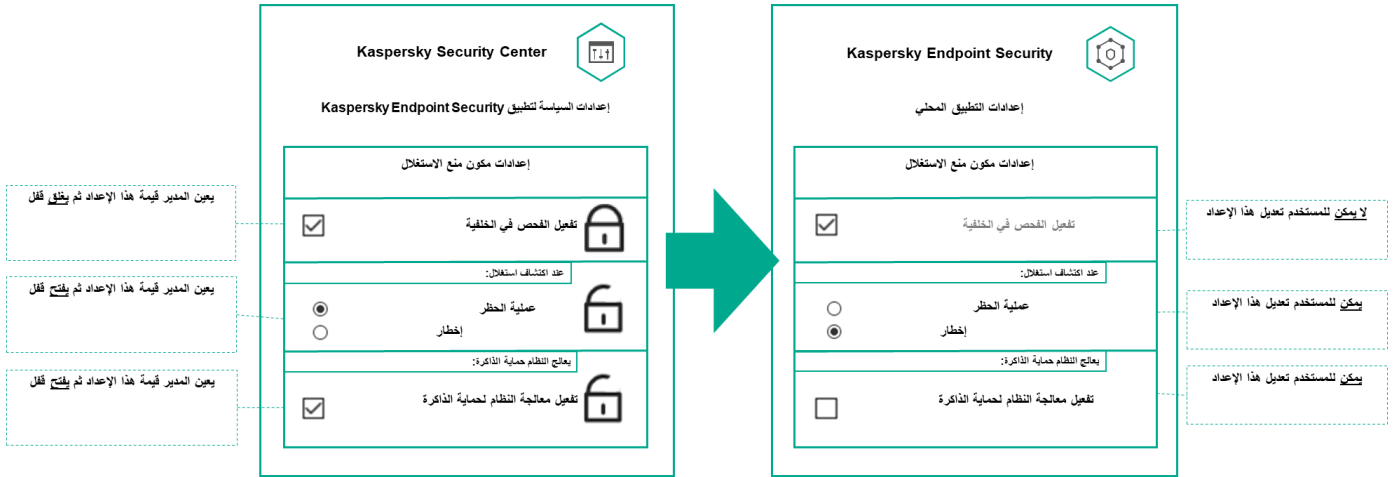 Kaspersky Security Center
إعدادات السياسة لتطبيق Kaspersky Endpoint Security
إعدادات مكون منع الاستغلال
تفعيل الفحص في الخلفية
عند اكتشاف استغلال:
عملية الحظر
إخطار
يعالج النظام حماية الذاكرة:
تفعيل معالجة النظام لحماية الذاكرة
يعين المدير قيمة هذا الإعداد ثم يغلق قفل
يعين المدير قيمة هذا الإعداد ثم يفتح قفل
يعين المدير قيمة هذا الإعداد ثم يفتح قفل
Kaspersky Endpoint Security
إعدادات التطبيق المحلي
إعدادات مكون منع الاستغلال
تفعيل الفحص في الخلفية
عند اكتشاف استغلال:
عملية الحظر
إخطار
يعالج النظام حماية الذاكرة:
تفعيل معالجة النظام لحماية الذاكرة
لا يمكن للمستخدم تعديل هذا الإعداد
يمكن للمستخدم تعديل هذا الإعداد
يمكن للمستخدم تعديل هذا الإعداد